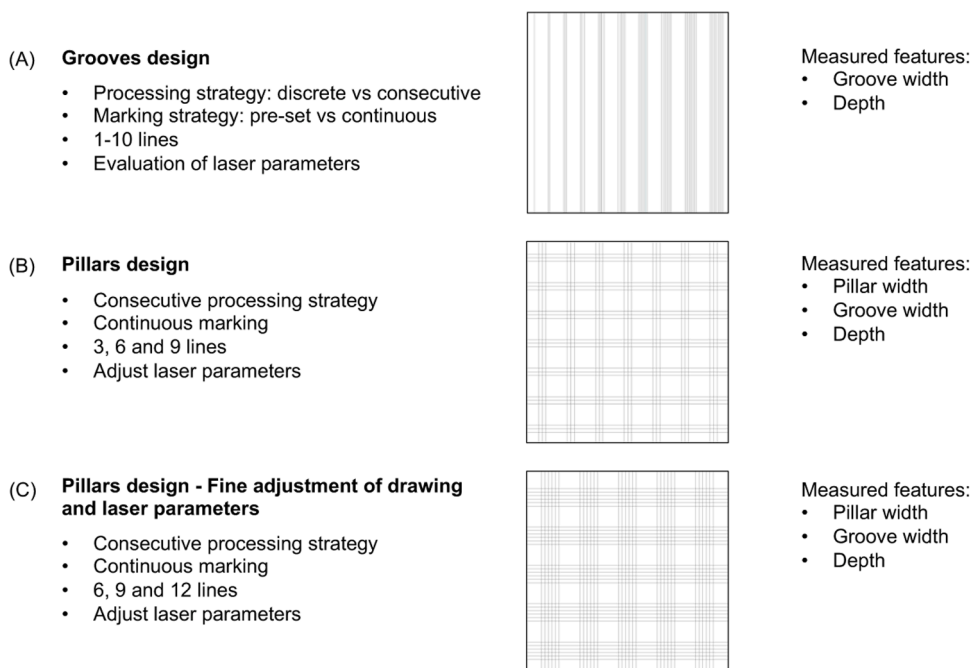 (A) Grooves design
• Processing strategy: discrete vs consecutive
• Marking strategy: pre-set vs continuous
• 1-10 lines
• Evaluation of laser parameters
Measured features:
• Groove width
• Depth
(B) Pillars design
• Consecutive processing strategy
• Continuous marking
• 3, 6 and 9 lines
• Adjust laser parameters
Measured features:
• Pillar width
• Groove width
• Depth
(C) Pillars design - Fine adjustment of drawing
and laser parameters
• Consecutive processing strategy
• Continuous marking
• 6, 9 and 12 lines
• Adjust laser parameters
Measured features:
• Pillar width
• Groove width
• Depth